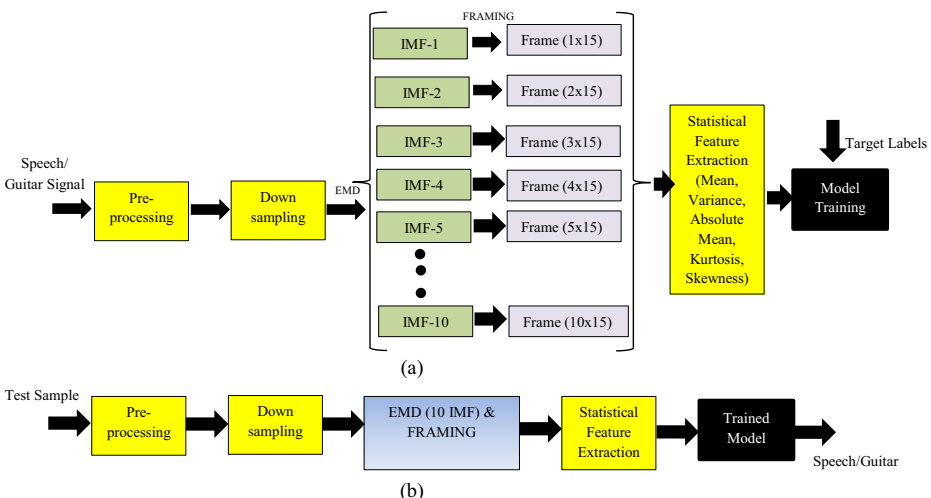 FRAMING
IMF-1
Frame (1x15)
IMF-2
Frame (2x15)
IMF-3
Frame (3x15)
IMF-4
Frame (4x15)
IMF-5
Frame (5x15)
IMF-10
Frame (10x15)
Speech/
Guitar Signal
Pre-
processing
Down
sampling
EMD
Statistical
Feature
Extraction
(Mean,
Variance,
Absolute
Mean,
Kurtosis,
Skewness)
Target Labels
Model
Training
(a)
Test Sample
Pre-
processing
Down
sampling
EMD (10 IMF) &
FRAMING
Statistical
Feature
Extraction
Trained
Model
Speech/Guitar
(b)